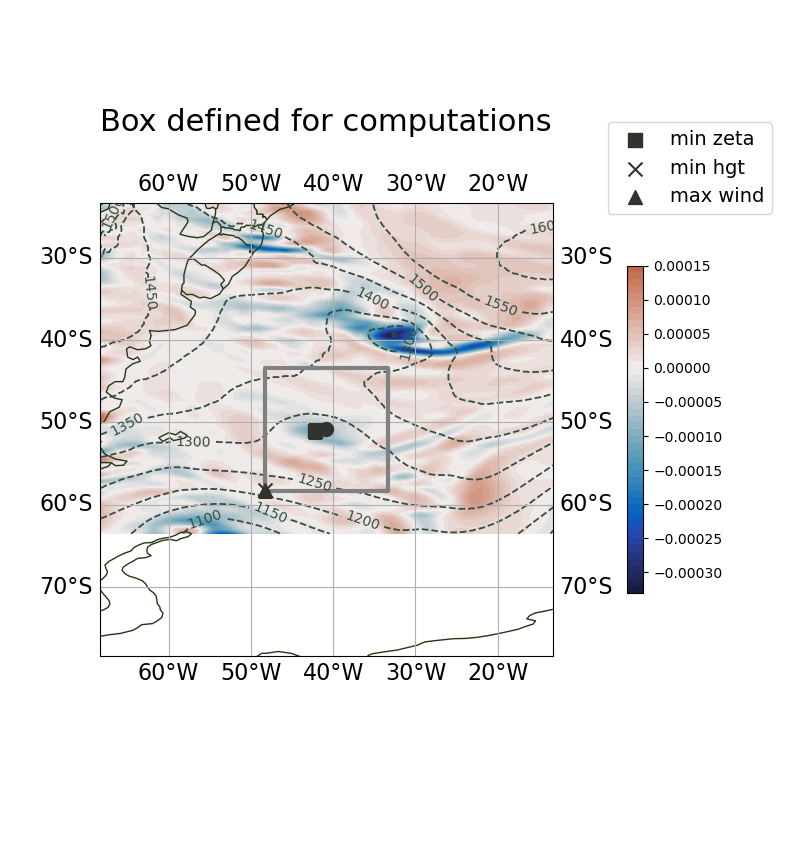 Box defined for computations
min zeta
min hgt
max wind
60°W 50°W 40°W 30°W 20°W
30°S
40°S
50°S
60°S
70°S
30°S
40°S
50°S
60°S
70°S
60°W 50°W 40°W 30°W 20°W
1450
1450
1400
1500
1550
160
1350
1300
1250
1200
1150
1100
0.00015
0.00010
0.00005
0.00000
−0.00005
−0.00010
−0.00015
−0.00020
−0.00025
−0.00030